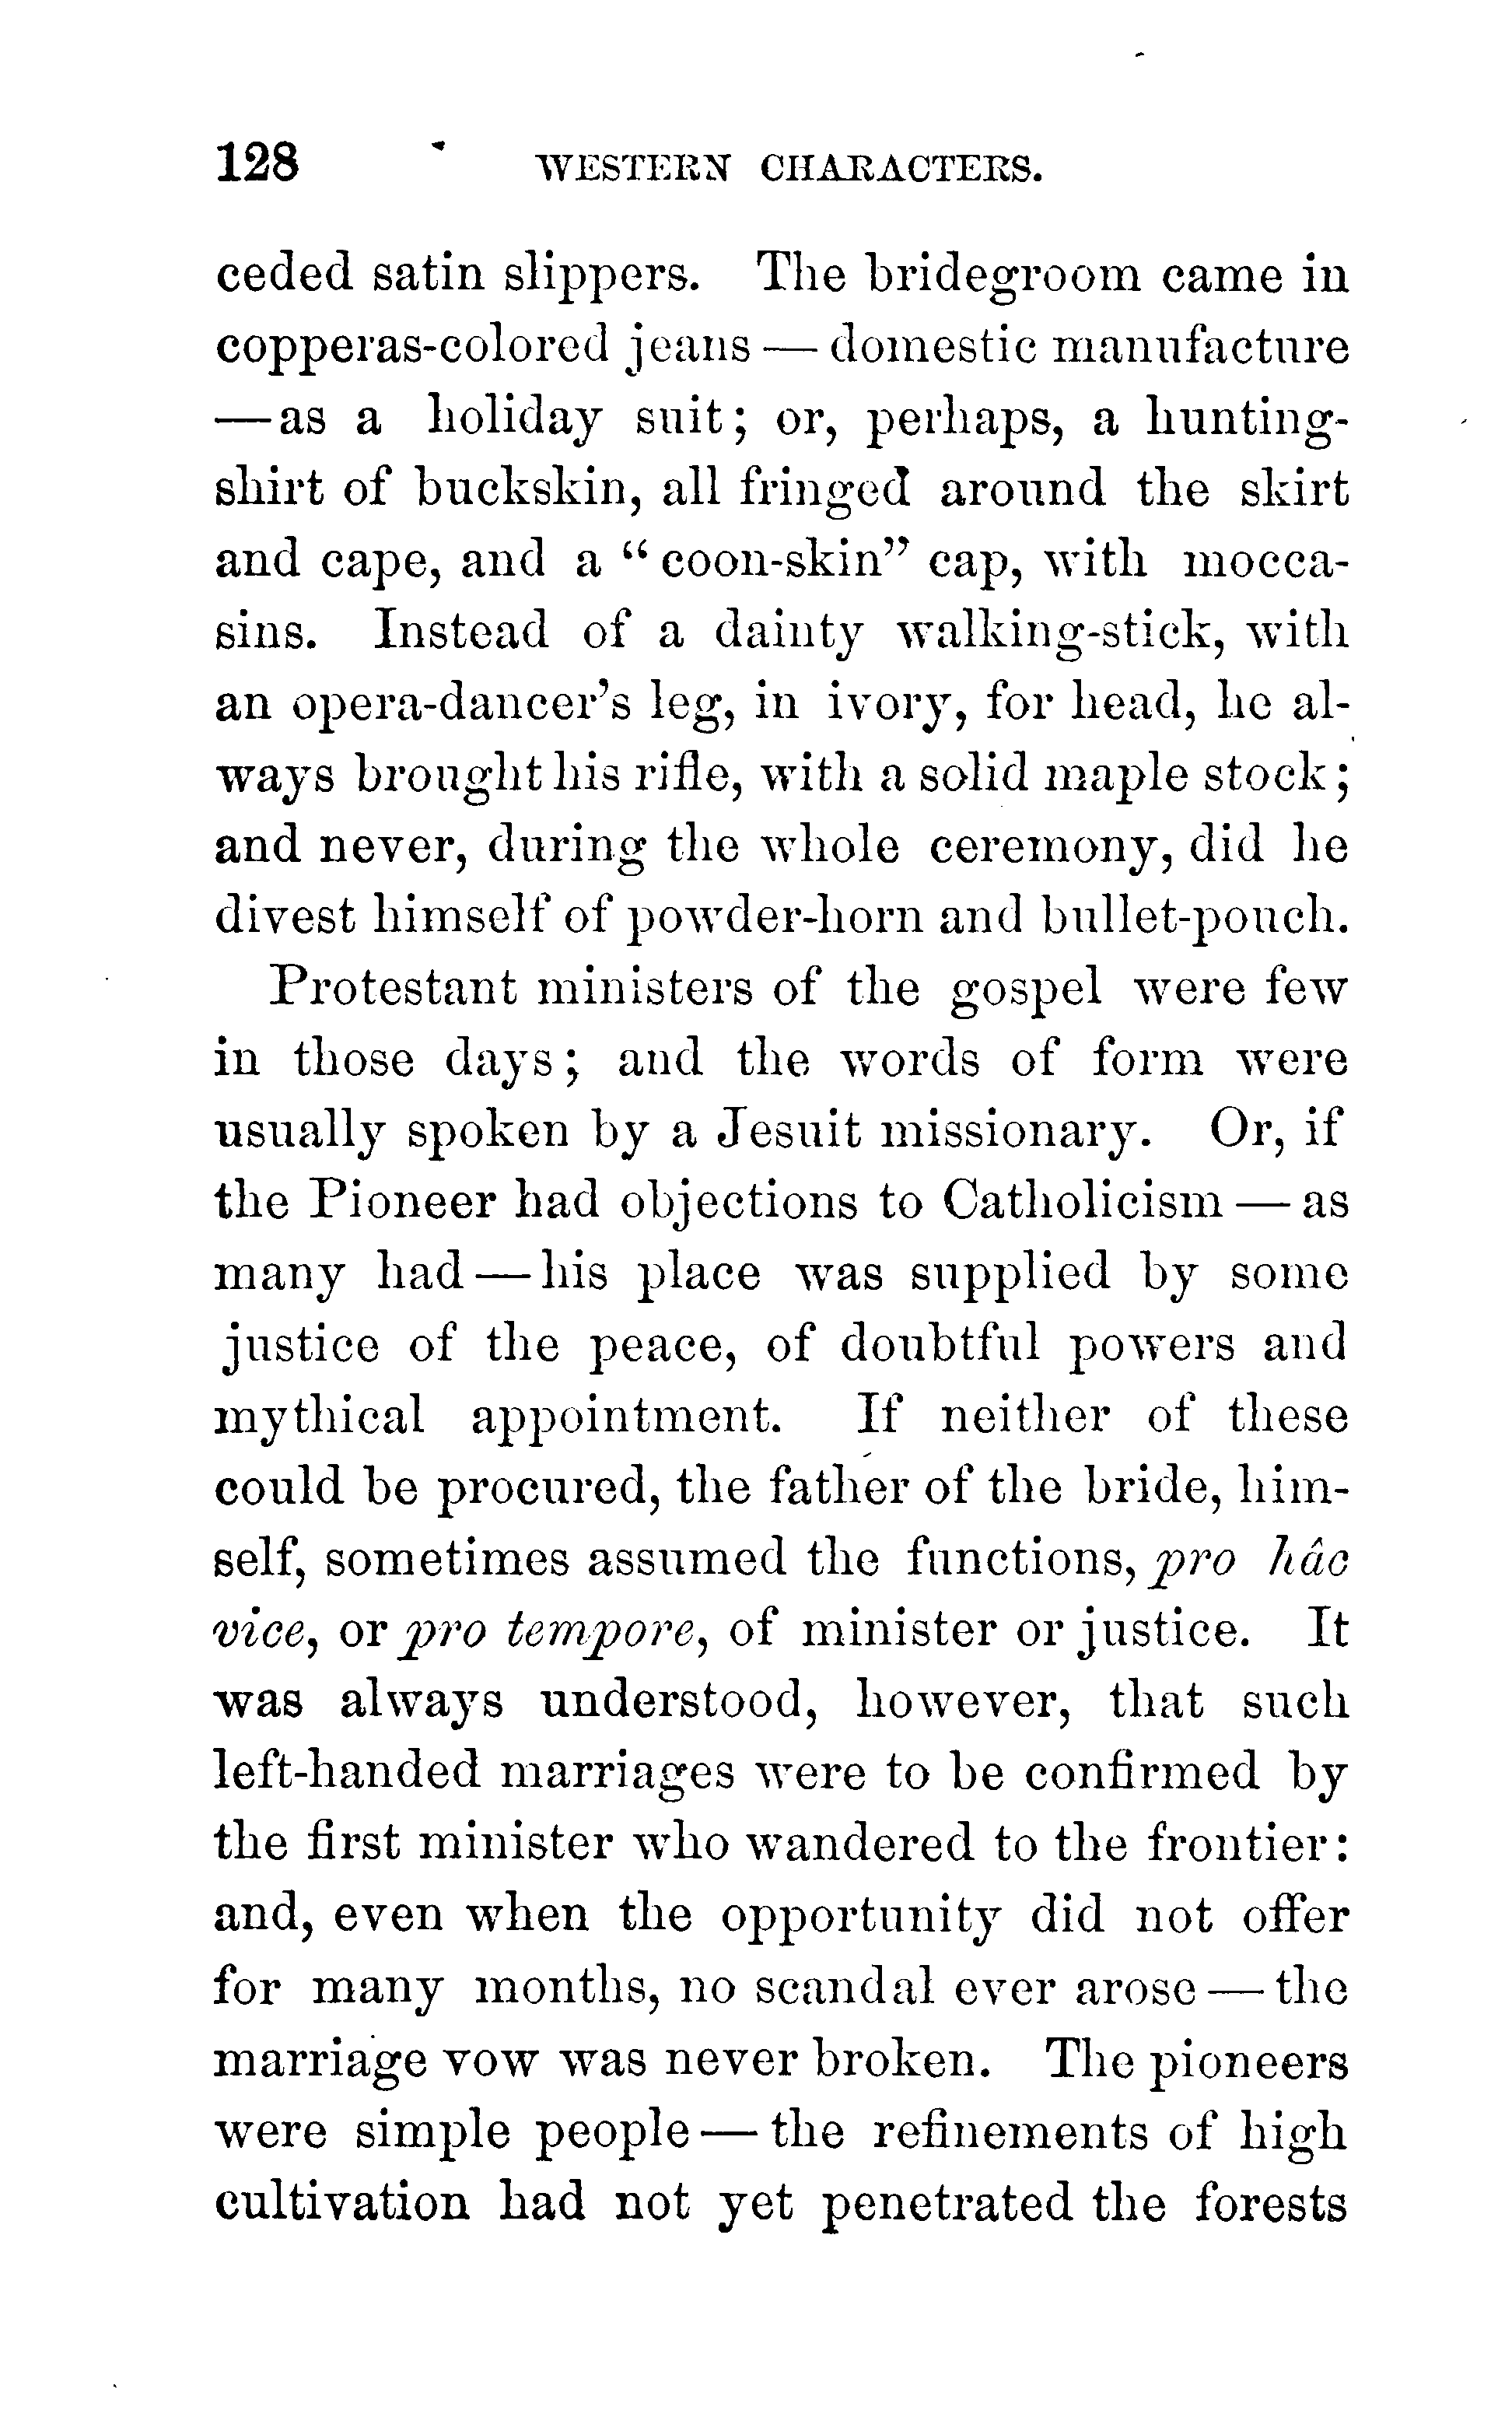 128 WESTERN CHARACTERS.
ceded satin slippers. The bridegroom came in
copperas-colored jeans — domestic manufacture
— as a holiday suit; or, perhaps, a hunting-
shirt of buckskin, all fringed around the skirt
and cape, and a “coon-skin” cap, with mocca-
sins. Instead of a dainty walking-stick, with
an opera-dancer’s leg, in ivory, for head, he al-
ways brought his rifle, with a solid maple stock;
and never, during the whole ceremony, did he
divest himself of powder-horn and bullet-pouch.
Protestant ministers of the gospel were few
in those days; and the words of form were
usually spoken by a Jesuit missionary. Or, if
the Pioneer had objections to Catholicism — as
many had — his place was supplied by some
justice of the peace, of doubtful powers and
mythical appointment. If neither of these
could be procured, the father of the bride, him-
self, sometimes assumed the functions, pro hâc
vice, or pro tempore, of minister or justice. It
was always understood, however, that such
left-handed marriages were to be confirmed by
the first minister who wandered to the frontier:
and, even when the opportunity did not offer
for many months, no scandal ever arose — the
marriage vow was never broken. The pioneers
were simple people — the refinements of high
cultivation had not yet penetrated the forests